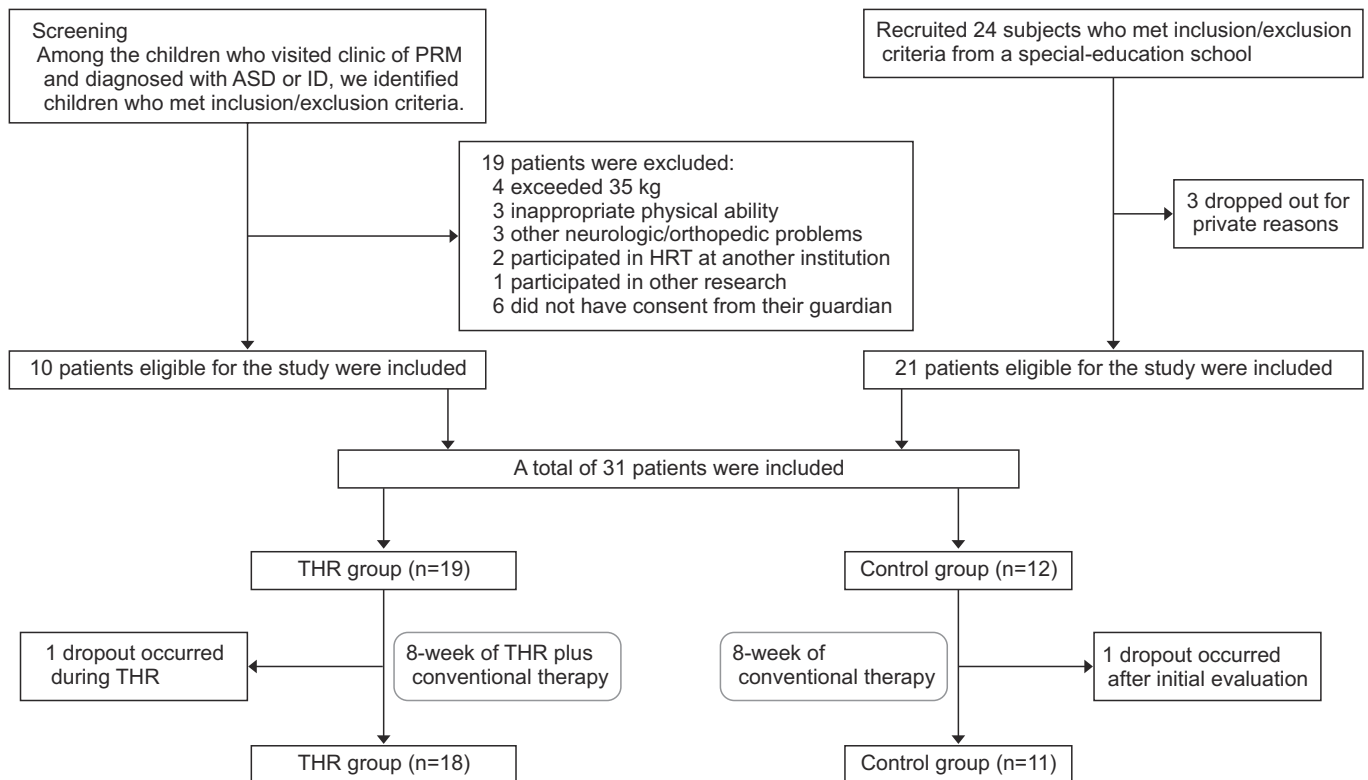 Screening
Among the children who visited clinic of PRM
and diagnosed with ASD or ID, we identified
children who met inclusion/exclusion criteria.
Recruited 24 subjects who met inclusion/exclusion
criteria from a special-education school
19 patients were excluded:
4 exceeded 35 kg
3 inappropriate physical ability
3 other neurologic/orthopedic problems
2 participated in HRT at another institution
1 participated in other research
6 did not have consent from their guardian
3 dropped out for
private reasons
10 patients eligible for the study were included
21 patients eligible for the study were included
A total of 31 patients were included
THR group (n=19)
Control group (n=12)
1 dropout occurred
during THR
8-week of THR plus
conventional therapy
8-week of
conventional therapy
1 dropout occurred
after initial evaluation
THR group (n=18)
Control group (n=11)